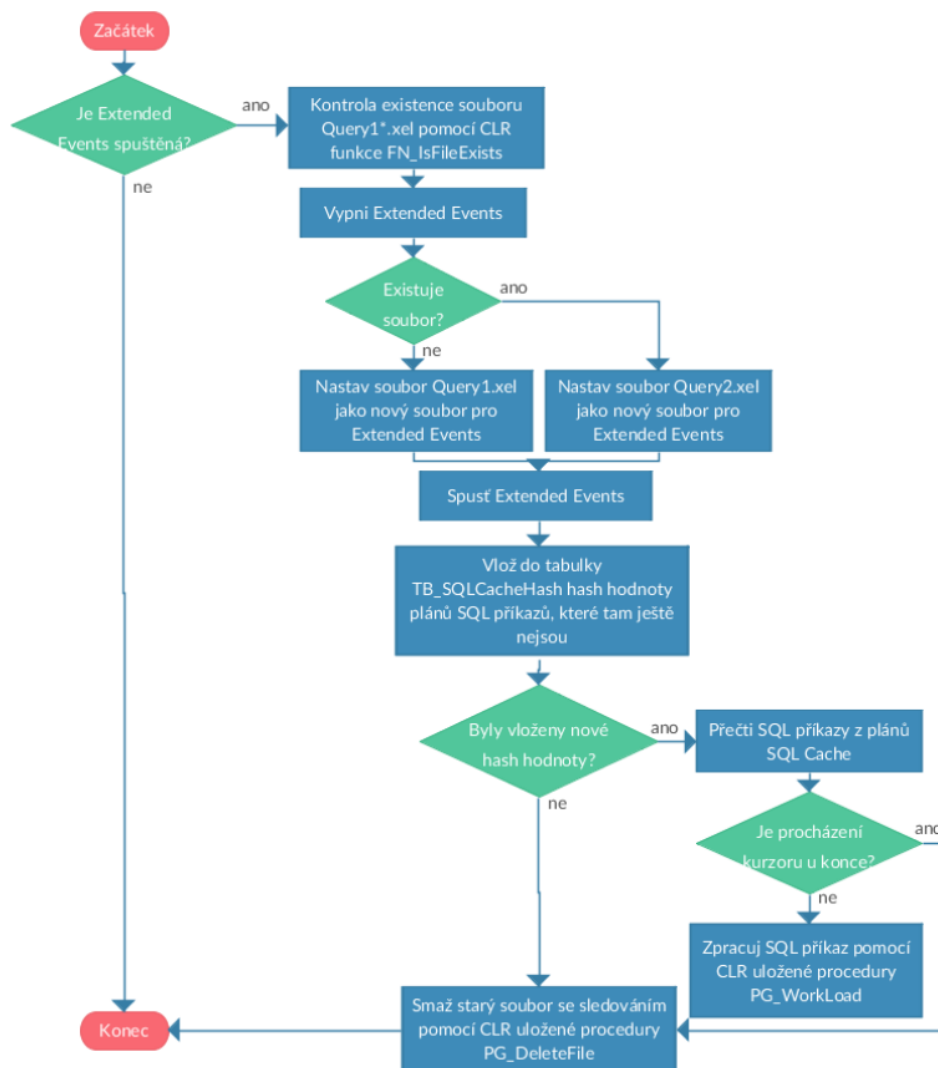 Začátek
Je Extended
Events spuštěná?
ano
ne
Kontrola existence souboru
Query1*.xel pomocí CLR
funkce FN_IsFileExists
Vypni Extended Events
Existuje
soubor?
ano
ne
Nastav soubor Query1.xel
jako nový soubor pro
Extended Events
Nastav soubor Query2.xel
jako nový soubor pro
Extended Events
Spusť Extended Events
Vlož do tabulky
TB_SQLCacheHash hash hodnoty
plánů SQL příkazů, které tam ještě
nejsou
Byly vloženy nové
hash hodnoty?
ano
ne
Přečti SQL příkazy z plánů
SQL Cache
Je procházení
kurzoru u konce?
ano
ne
Zpracuj SQL příkaz pomocí
CLR uložené procedury
PG_WorkLoad
Smaž starý soubor se sledováním
pomocí CLR uložené procedury
PG_DeleteFile
Konec